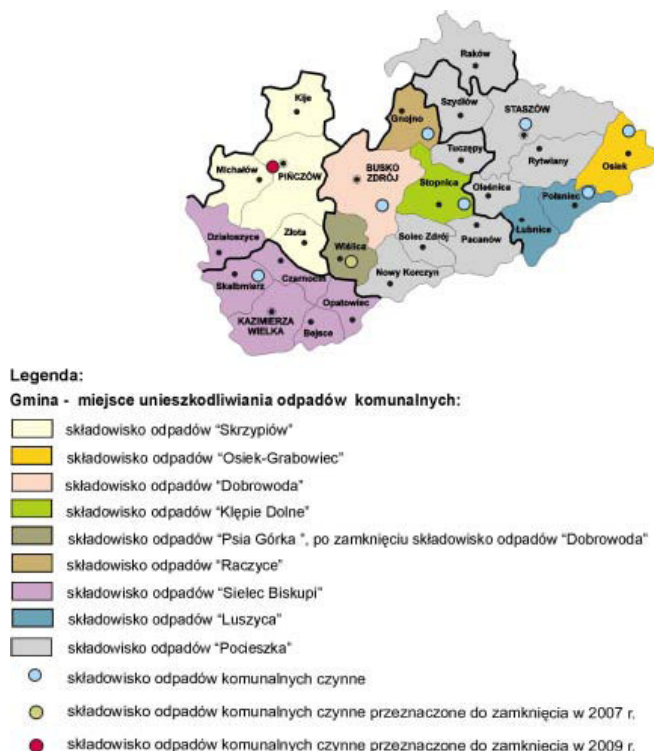 Raków
Kije
Szydłów
STASZÓW
Gnojno
Tuczępy
Rytwiany
Osiek
Michałów
PIŃCZÓW
BUSKO
ZDRÓJ
Stopnica
Oleśnica
Połaniec
Łubnice
Działoszyce
Złota
Wiślica
Solec Zdrój
Pacanów
Nowy Korczyn
Skalbmierz
Czarnocin
Opatowiec
KAZIMIERZA
WIELKA
Bejsce
Legenda:
Gmina - miejsce unieszkodliwiania odpadów komunalnych:
składowisko odpadów "Skrzypiów"
składowisko odpadów "Osiek-Grabowiec"
składowisko odpadów "Dobrowoda"
składowisko odpadów "Klępie Dolne"
składowisko odpadów "Psia Górka ", po zamknięciu składowisko odpadów "Dobrowoda"
składowisko odpadów "Raczyce"
składowisko odpadów "Sielec Biskupi"
składowisko odpadów "Luszyca"
składowisko odpadów "Pocieszka"
składowisko odpadów komunalnych czynne
składowisko odpadów komunalnych czynne przeznaczone do zamknięcia w 2007 r.
składowisko odpadów komunalnych czynne przeznaczone do zamknięcia w 2009 r.